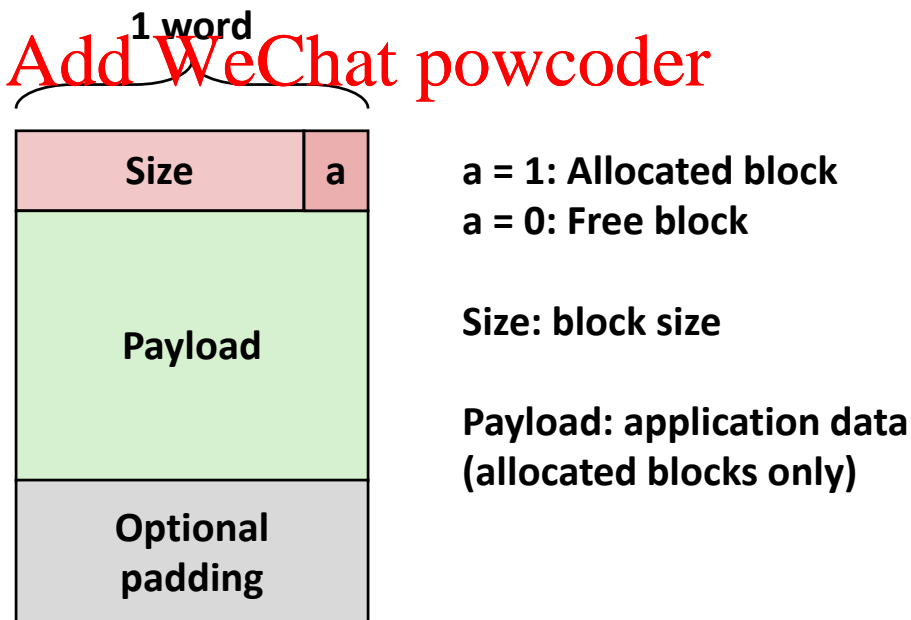 1 word
Add WeChat powcoder
Size a
a = 1: Allocated block
a = 0: Free block
Size: block size
Payload
Payload: application data
(allocated blocks only)
Optional
padding